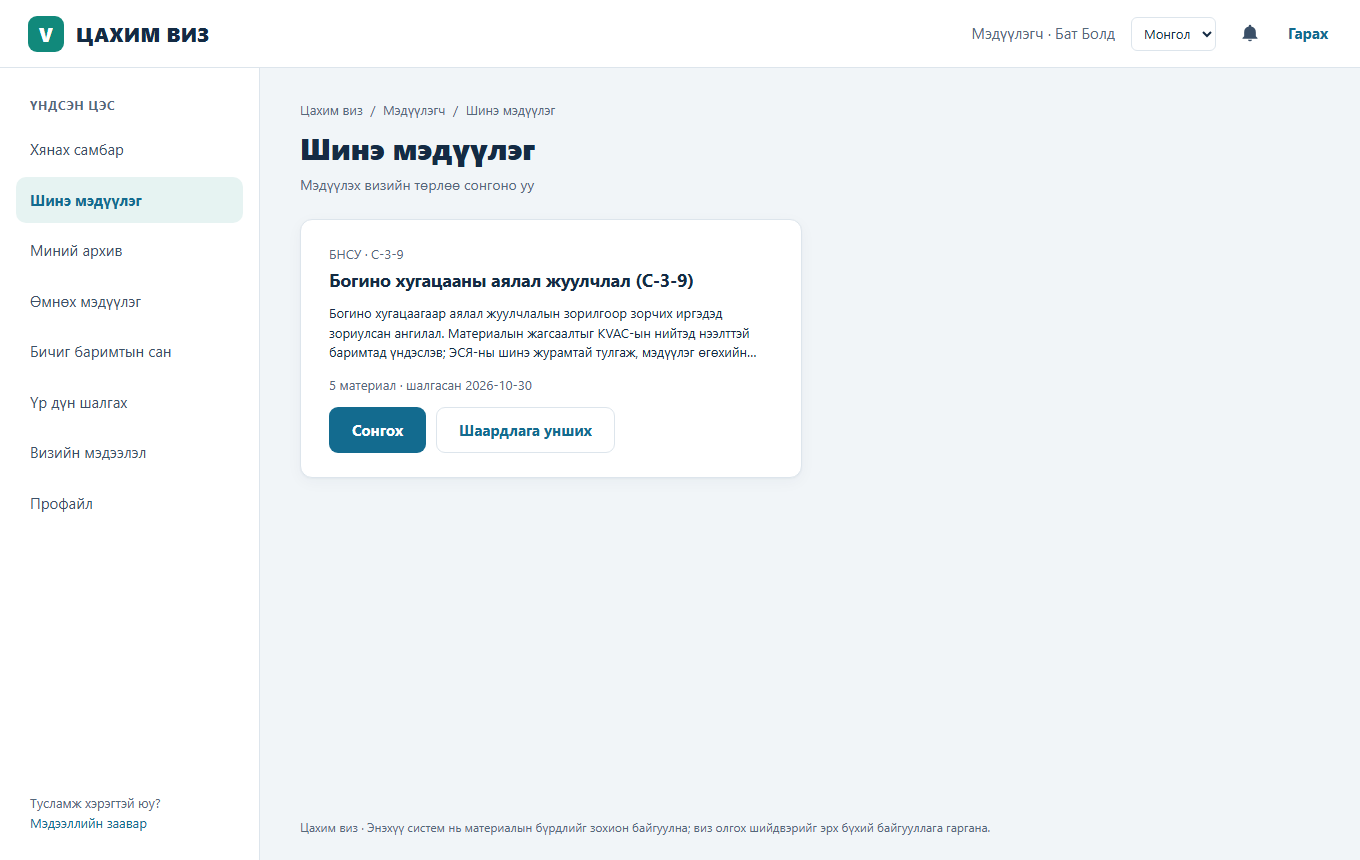 V ЦАХИМ ВИЗ
Мэдүүлэгч · Бат Болд
Монгол
Гарах
ҮНДСЭН ЦЭС
Хянах самбар
Шинэ мэдүүлэг
Миний архив
Өмнөх мэдүүлэг
Бичиг баримтын сан
Үр дүн шалгах
Визийн мэдээлэл
Профайл
Тусламж хэрэгтэй юу?
Мэдээллийн заавар
Цахим виз / Мэдүүлэгч / Шинэ мэдүүлэг
Шинэ мэдүүлэг
Мэдүүлэх визийн төрлөө сонгоно уу
БНСУ · C-3-9
Богино хугацааны аялал жуулчлал (C-3-9)
Богино хугацаагаар аялал жуулчлалын зорилгоор зорчих иргэдэд
зориулсан ангилал. Материалын жагсаалтыг KVAC-ын нийтэд нээлттэй
баримтад үндэслэв; ЭСЯ-ны шинэ журамтай тулгаж, мэдүүлэг өгөхийн...
5 материал · шалгасан 2026-10-30
Сонгох
Шаардлага унших
Цахим виз · Энэхүү систем нь материалын бүрдлийг зохион байгуулна; виз олгох шийдвэрийг эрх бүхий байгууллага гаргана.